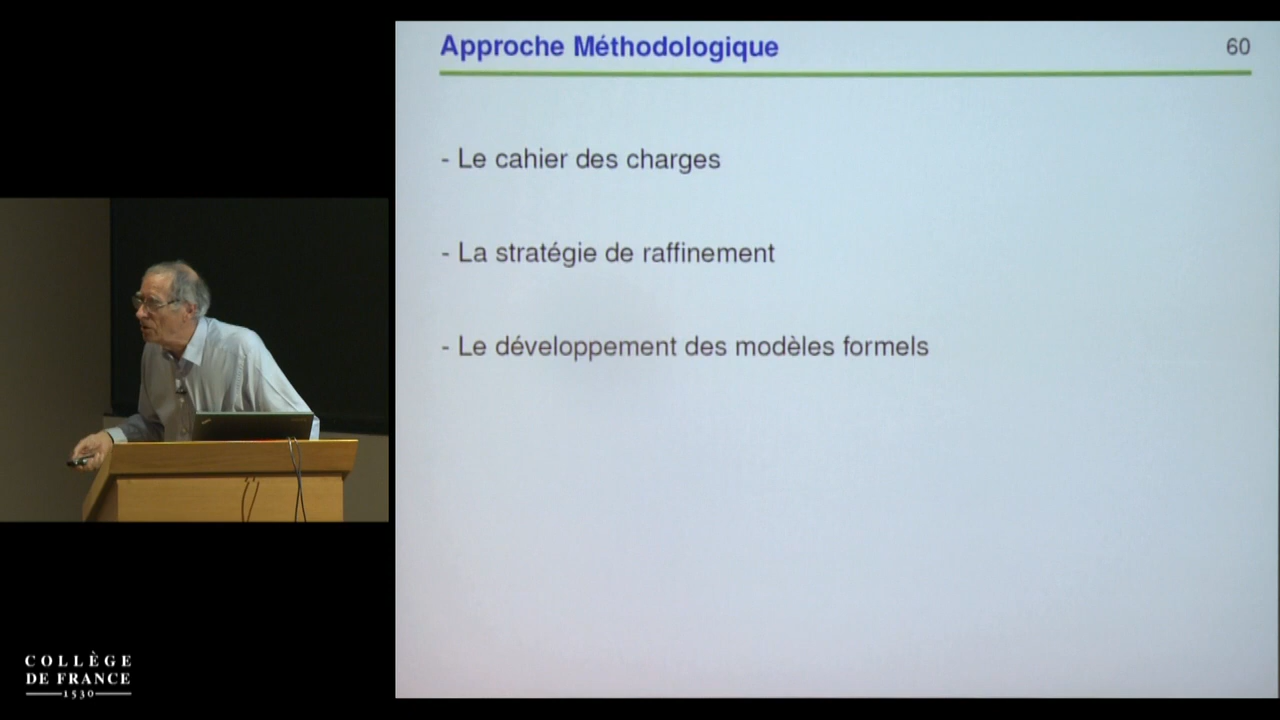 Approche Méthodologique
60
- Le cahier des charges
- La stratégie de raffinement
- Le développement des modèles formels
COLLÈGE
DE FRANCE
1530